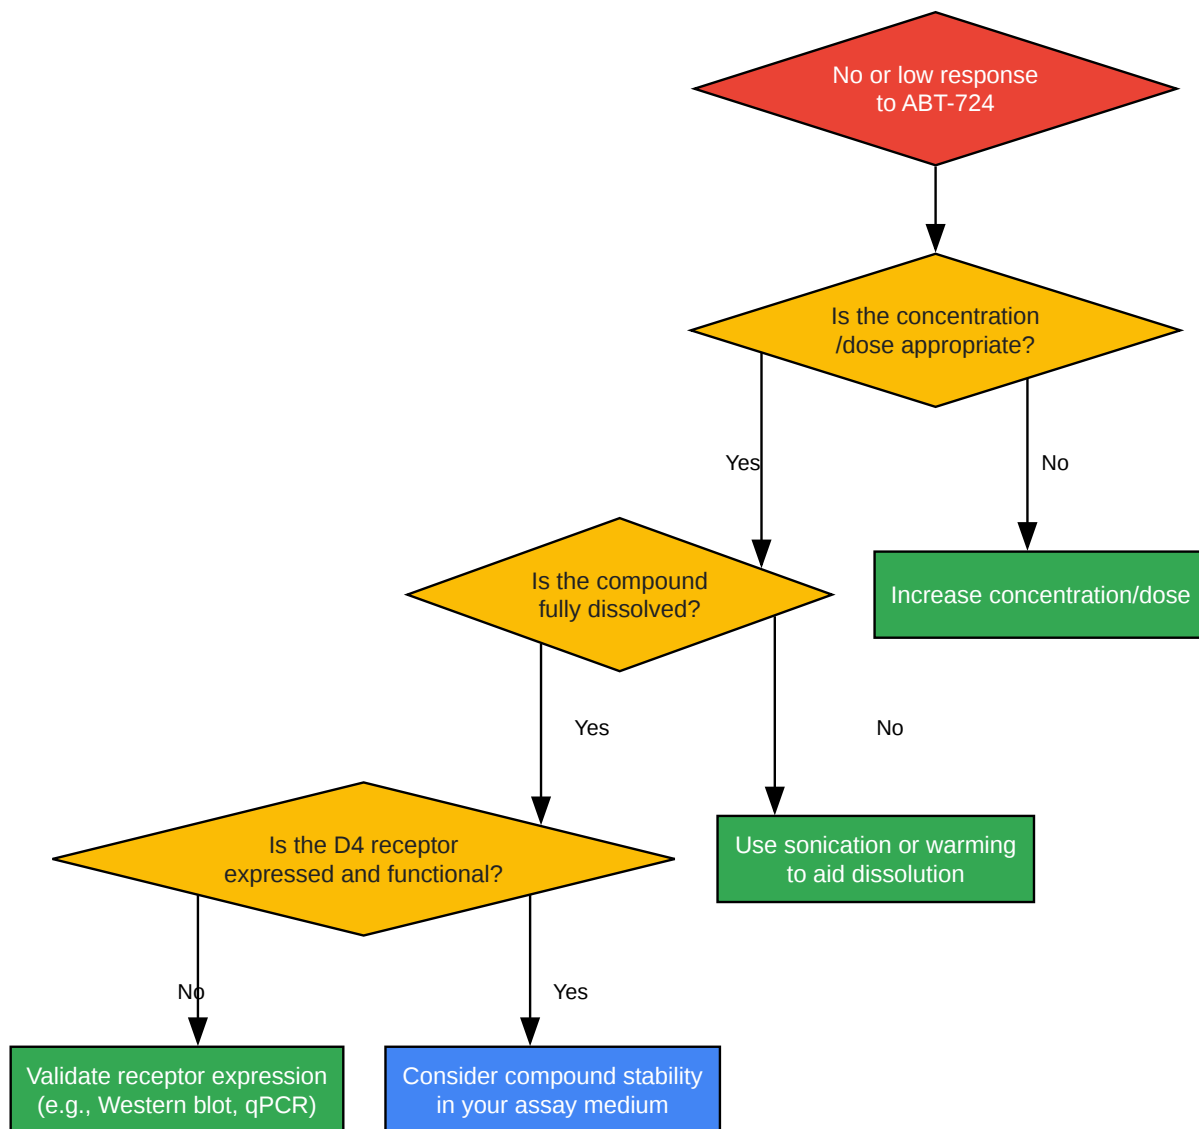 No or low response
to ABT-724
Is the concentration
/dose appropriate?
Yes
No
Is the compound
fully dissolved?
Increase concentration/dose
Yes
No
Is the D4 receptor
expressed and functional?
Use sonication or warming
to aid dissolution
No
Yes
Validate receptor expression
(e.g., Western blot, qPCR)
Consider compound stability
in your assay medium